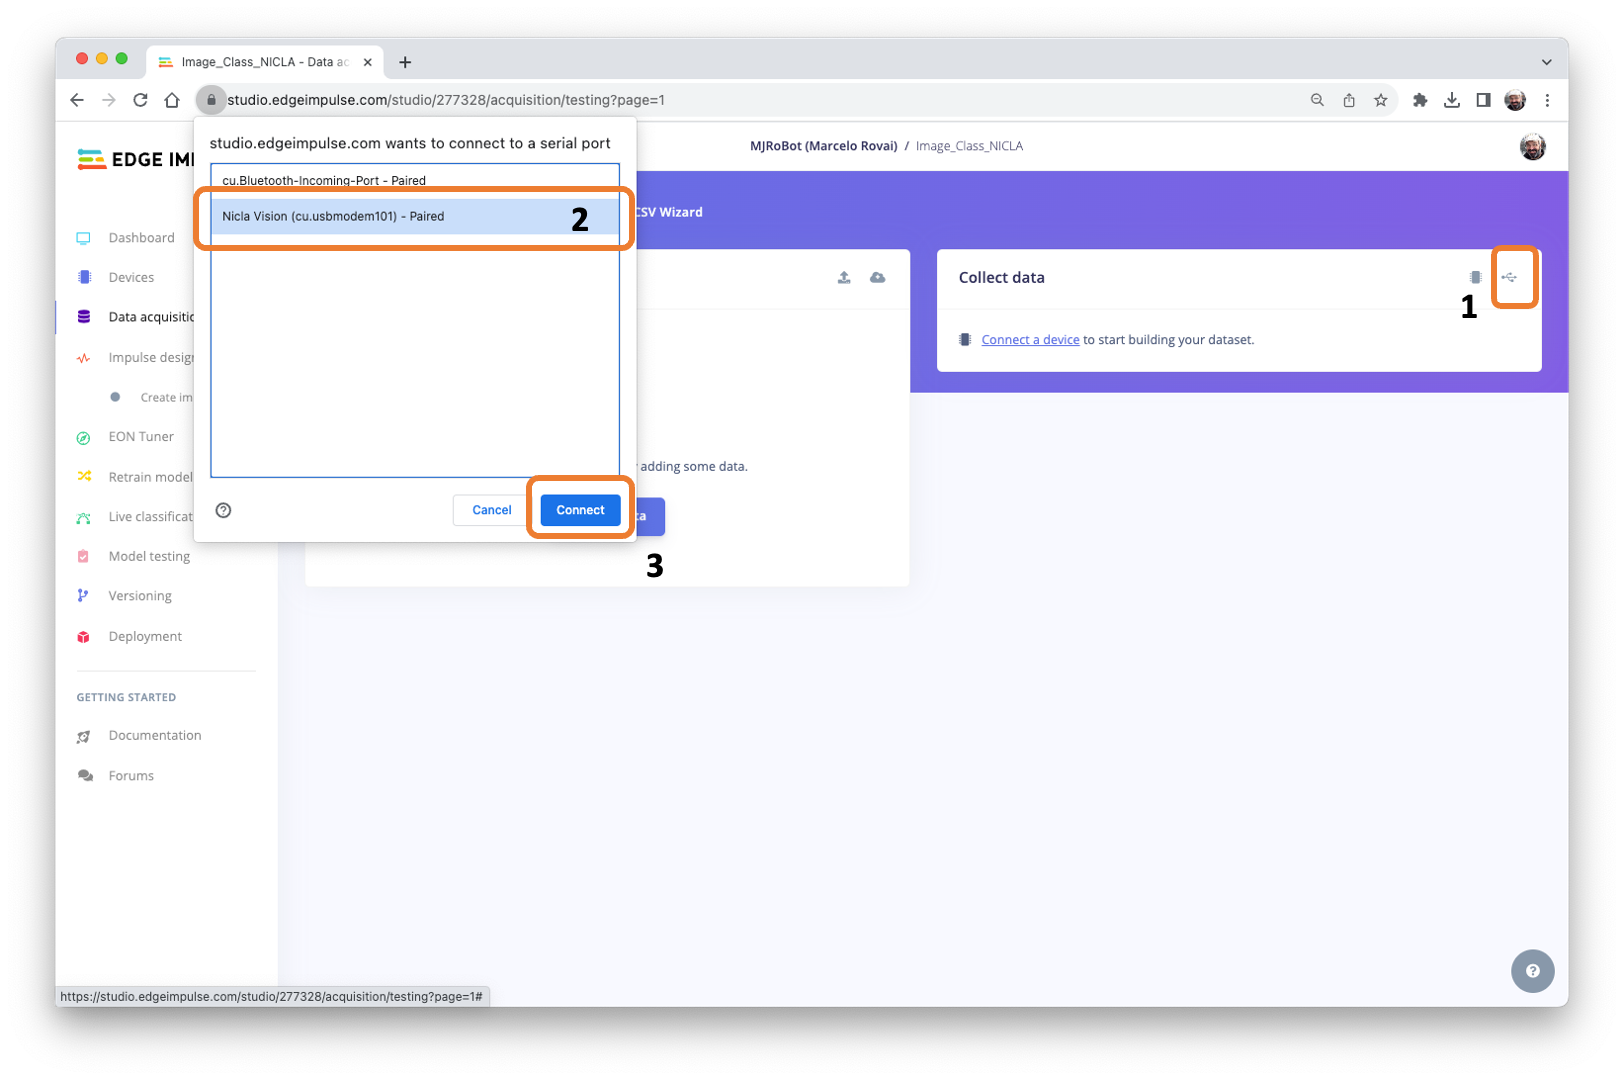 Image_Class_NICLA - Data ac
studio.edgeimpulse.com/studio/277328/acquisition/testing?page=1
studio.edgeimpulse.com wants to connect to a serial port
cu.Bluetooth-Incoming-Port - Paired
Nicla Vision (cu.usbmodem101) - Paired
2
Cancel
Connect
3
EDGE IM
MJRoBot (Marcelo Rovai) / Image_Class_NICLA
CSV Wizard
Dashboard
Devices
Data acquisitio
Impulse design
Create im
EON Tuner
Retrain model
Live classificat
Model testing
Versioning
Deployment
GETTING STARTED
Documentation
Forums
Collect data
1
Connect a device to start building your dataset.
adding some data.
ta
https://studio.edgeimpulse.com/studio/277328/acquisition/testing?page=1#